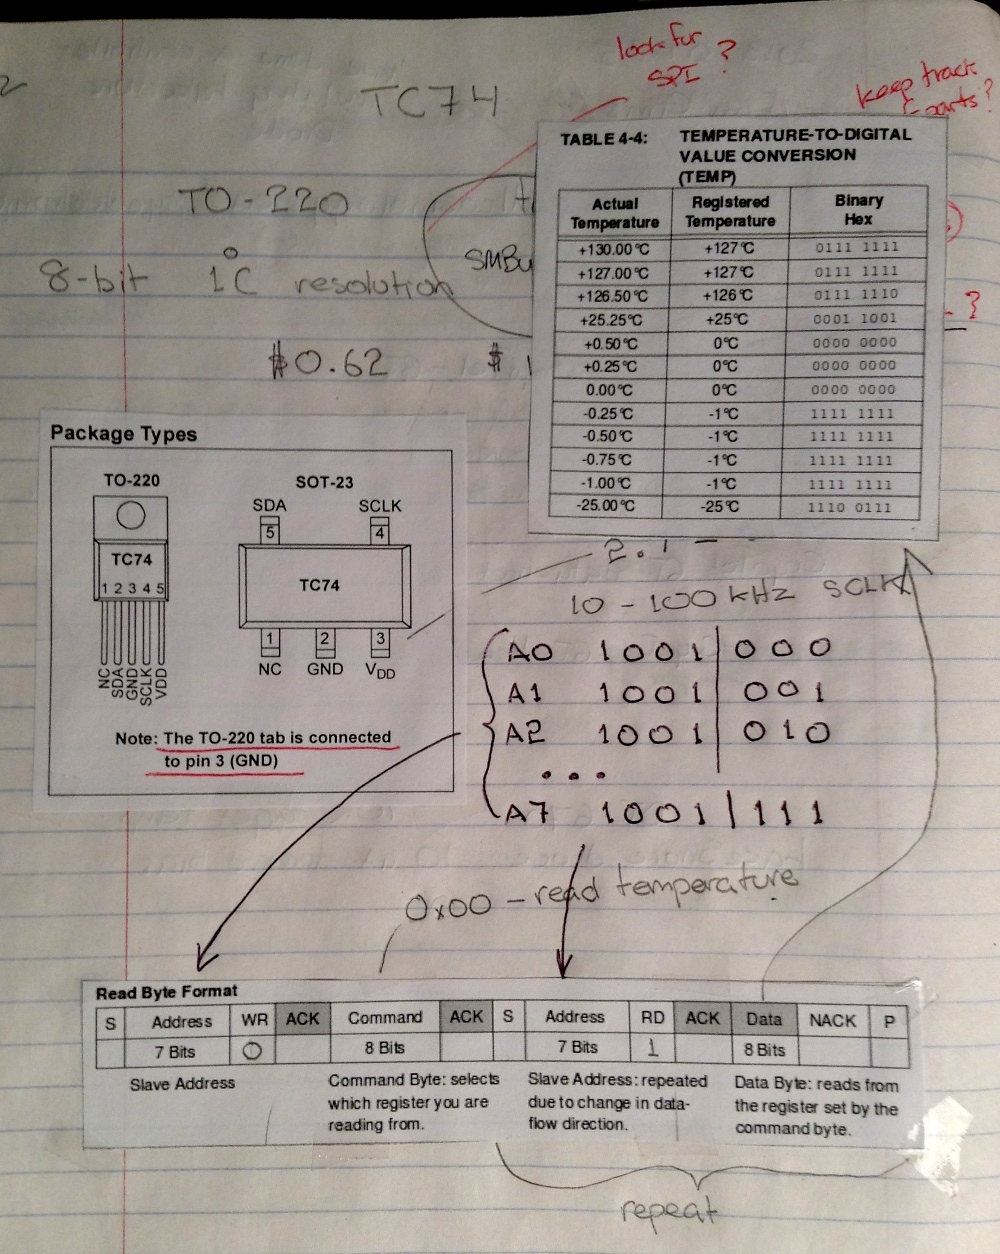 look for
SPI ?
keep track
TC74
TO-220
8-bit 1°C resolution
$0.62 $ 1
TABLE 4-4: TEMPERATURE-TO-DIGITAL
VALUE CONVERSION
(TEMP)
Actual Temperature Registered Temperature Binary Hex
+130.00°C +127°C 0111 1111
+127.00°C +127°C 0111 1111
+126.50°C +126°C 0111 1110
+25.25°C +25°C 0001 1001
+0.50°C 0°C 0000 0000
+0.25°C 0°C 0000 0000
0.00°C 0°C 0000 0000
-0.25°C -1°C 1111 1111
-0.50°C -1°C 1111 1111
-0.75°C -1°C 1111 1111
-1.00°C -1°C 1111 1111
-25.00°C -25°C 1110 0111
Package Types
TO-220 SOT-23
SDA SCLK
5 4
TC74 TC74
1 2 3 4 5
1 2 3
NC GND VDD
NC SDA GND SCLK VDD
Note: The TO-220 tab is connected
to pin 3 (GND)
10 - 100 kHz SCLK
A0 1001 | 000
A1 1001 | 001
A2 1001 | 010
...
A7 1001 | 111
0x00 - read temperature
Read Byte Format
S Address WR ACK Command ACK S Address RD ACK Data NACK P
7 Bits 0 8 Bits 7 Bits 1 8 Bits
Slave Address
Command Byte: selects
which register you are
reading from.
Slave Address: repeated
due to change in data-
flow direction.
Data Byte: reads from
the register set by the
command byte.
repeat